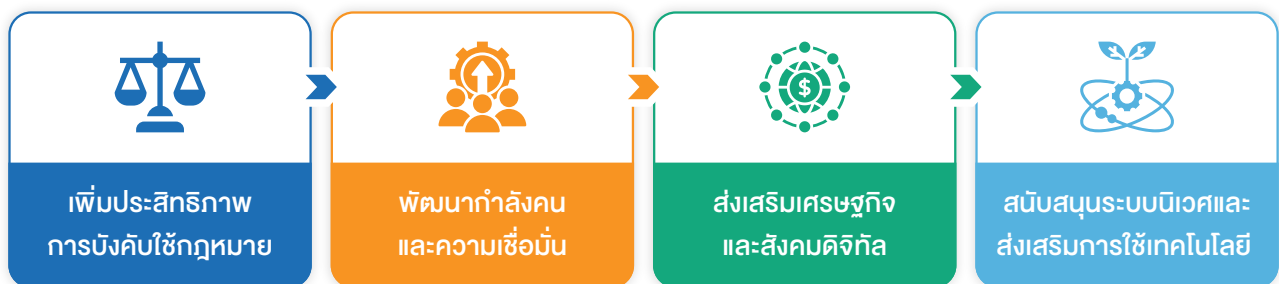 เพิ่มประสิทธิภาพ
การบังคับใช้กฎหมาย
พัฒนากำลังคน
และความเชื่อมั่น
ส่งเสริมเศรษฐกิจ
และสังคมดิจิทัล
สนับสนุนระบบนิเวศและ
ส่งเสริมการใช้เทคโนโลยี